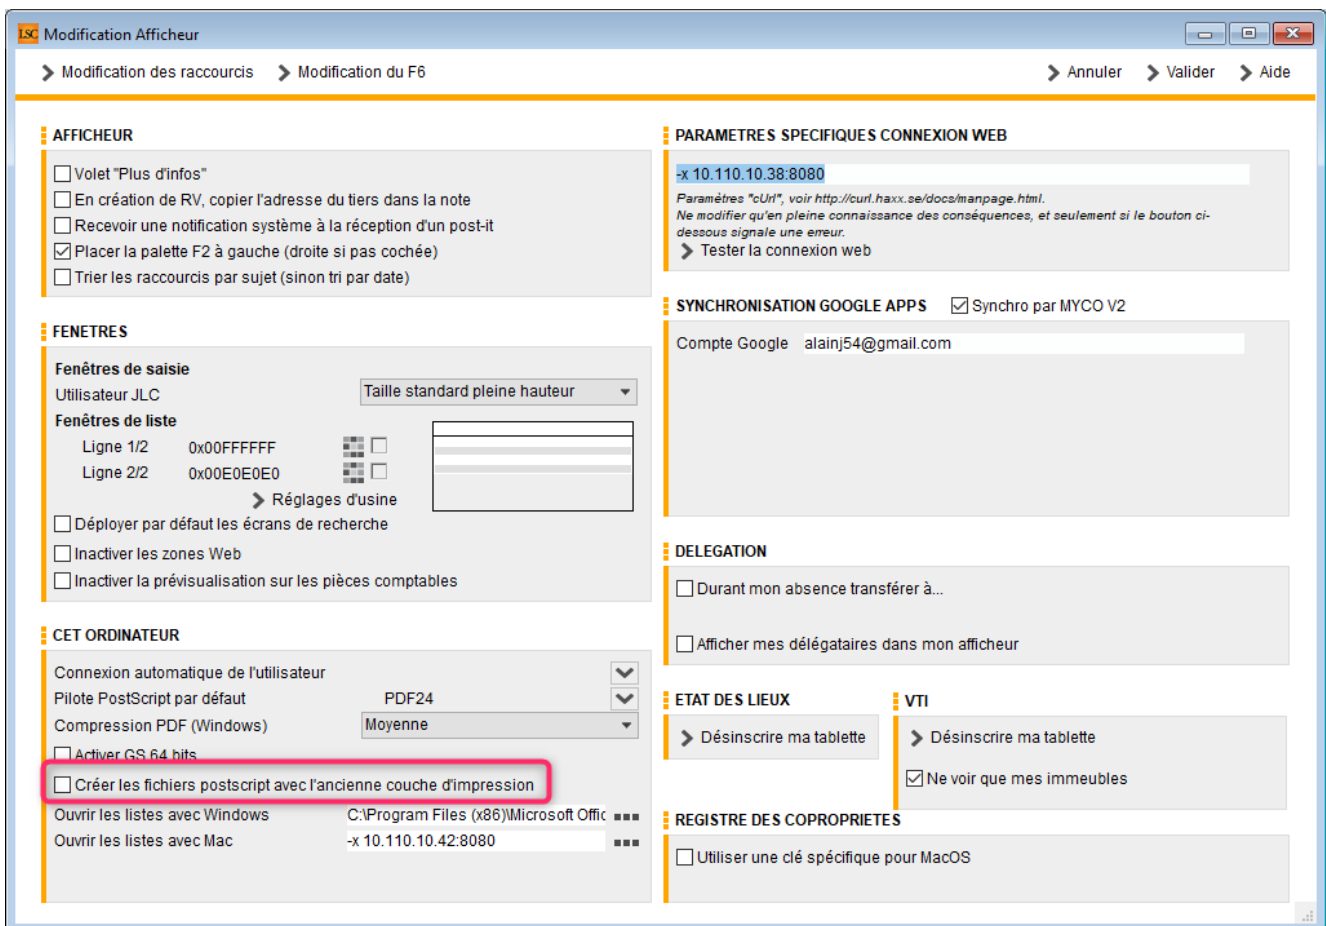 LSC Modification Afficheur
Modification des raccourcis Modification du F6 Annuler Valider Aide
AFFICHEUR
Volet "Plus d'infos"
En création de RV, copier l'adresse du tiers dans la note
Recevoir une notification système à la réception d'un post-it
Placer la palette F2 à gauche (droite si pas cochée)
Trier les raccourcis par sujet (sinon tri par date)
FENETRES
Fenêtres de saisie
Utilisateur JLC Taille standard pleine hauteur
Fenêtres de liste
Ligne 1/2 0x00FFFFFF
Ligne 2/2 0x00E0E0E0
Réglages d'usine
Déployer par défaut les écrans de recherche
Inactiver les zones Web
Inactiver la prévisualisation sur les pièces comptables
CET ORDINATEUR
Connexion automatique de l'utilisateur
Pilote PostScript par défaut PDF24
Compression PDF (Windows) Moyenne
Activer GS 64 bits
Créer les fichiers postscript avec l'ancienne couche d'impression
Ouvrir les listes avec Windows C:\Program Files (x86)\Microsoft Offic
Ouvrir les listes avec Mac -x 10.110.10.42:8080
PARAMETRES SPECIFIQUES CONNEXION WEB
-x 10.110.10.38:8080
Paramètres "cUrl", voir http://curl.haxx.se/docs/manpage.html.
Ne modifier qu'en pleine connaissance des conséquences, et seulement si le bouton ci-
dessous signale une erreur.
Tester la connexion web
SYNCHRONISATION GOOGLE APPS Synchro par MYCO V2
Compte Google alainj54@gmail.com
DELEGATION
Durant mon absence transférer à...
Afficher mes délégataires dans mon afficheur
ETAT DES LIEUX
Désinscrire ma tablette
VTI
Désinscrire ma tablette
Ne voir que mes immeubles
REGISTRE DES COPROPRIETES
Utiliser une clé spécifique pour MacOS